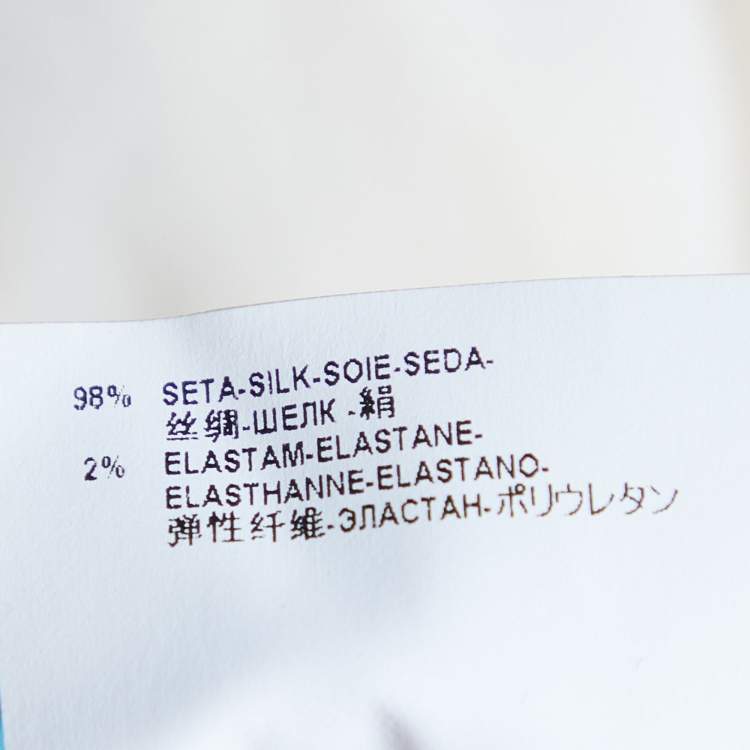 98% SETA-SILK-SOIE-SEDA-
丝绸-ШЕЛК -絹
2% ELASTAM-ELASTANE-
ELASTHANNE-ELASTANO-
弹性纤维-ЭЛАСТАН-ポリウレタン